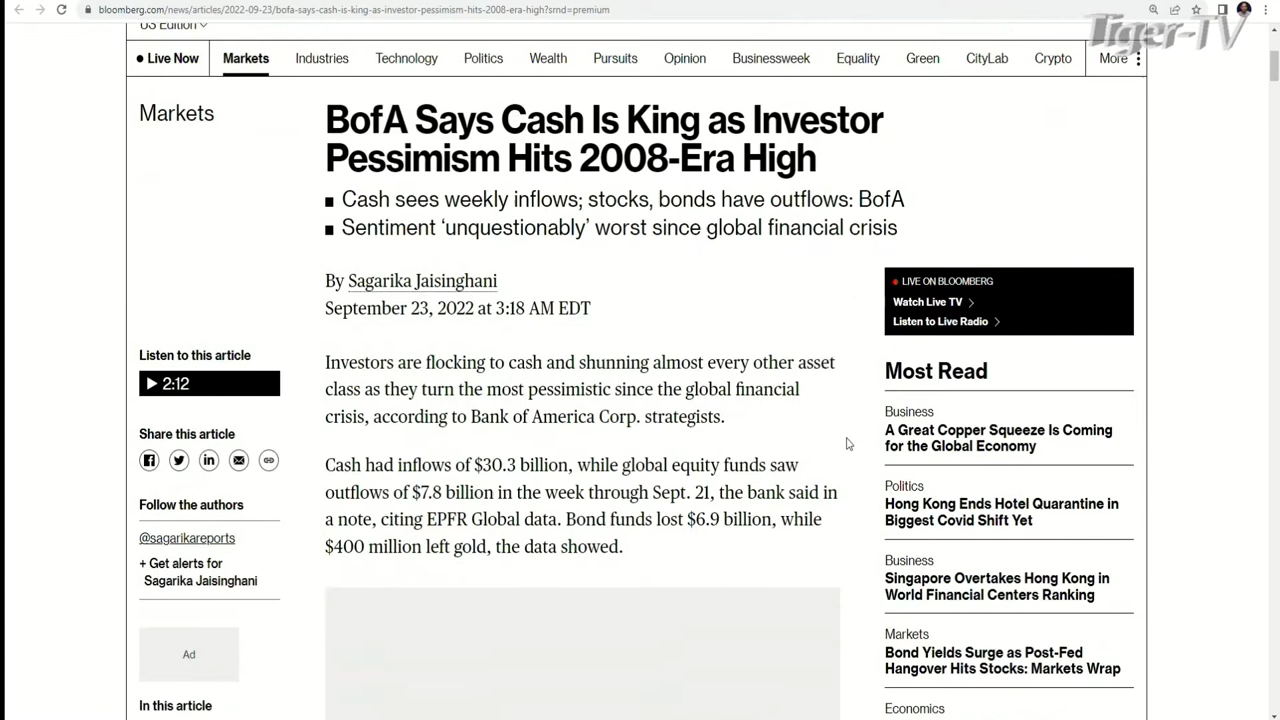 bloomberg.com/news/articles/2022-09-23/bofa-says-cash-is-king-as-investor-pessimism-hits-2008-era-high?srnd=premium
Tiger-TV
US Edition
Live Now
Markets
Industries
Technology
Politics
Wealth
Pursuits
Opinion
Businessweek
Equality
Green
CityLab
Crypto
More
Markets
BofA Says Cash Is King as Investor
Pessimism Hits 2008-Era High
Cash sees weekly inflows; stocks, bonds have outflows: BofA
Sentiment ‘unquestionably’ worst since global financial crisis
By Sagarika Jaisinghani
September 23, 2022 at 3:18 AM EDT
Listen to this article
2:12
Share this article
Follow the authors
@sagarikareports
+ Get alerts for
Sagarika Jaisinghani
Ad
In this article
Investors are flocking to cash and shunning almost every other asset
class as they turn the most pessimistic since the global financial
crisis, according to Bank of America Corp. strategists.
Cash had inflows of $30.3 billion, while global equity funds saw
outflows of $7.8 billion in the week through Sept. 21, the bank said in
a note, citing EPFR Global data. Bond funds lost $6.9 billion, while
$400 million left gold, the data showed.
LIVE ON BLOOMBERG
Watch Live TV
Listen to Live Radio
Most Read
Business
A Great Copper Squeeze Is Coming
for the Global Economy
Politics
Hong Kong Ends Hotel Quarantine in
Biggest Covid Shift Yet
Business
Singapore Overtakes Hong Kong in
World Financial Centers Ranking
Markets
Bond Yields Surge as Post-Fed
Hangover Hits Stocks: Markets Wrap
Economics